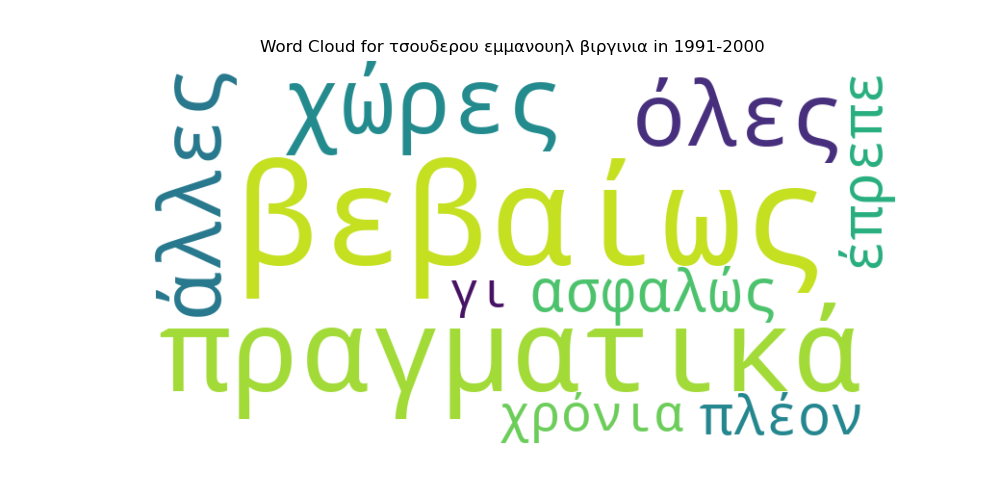 Word Cloud for τσουδερου εμμανουηλ βιργινια in 1991-2000
άλλες
χώρες
όλες
έπρεπε
βεβαίως
γι
ασφαλώς
πραγματικά
χρόνια
πλέον